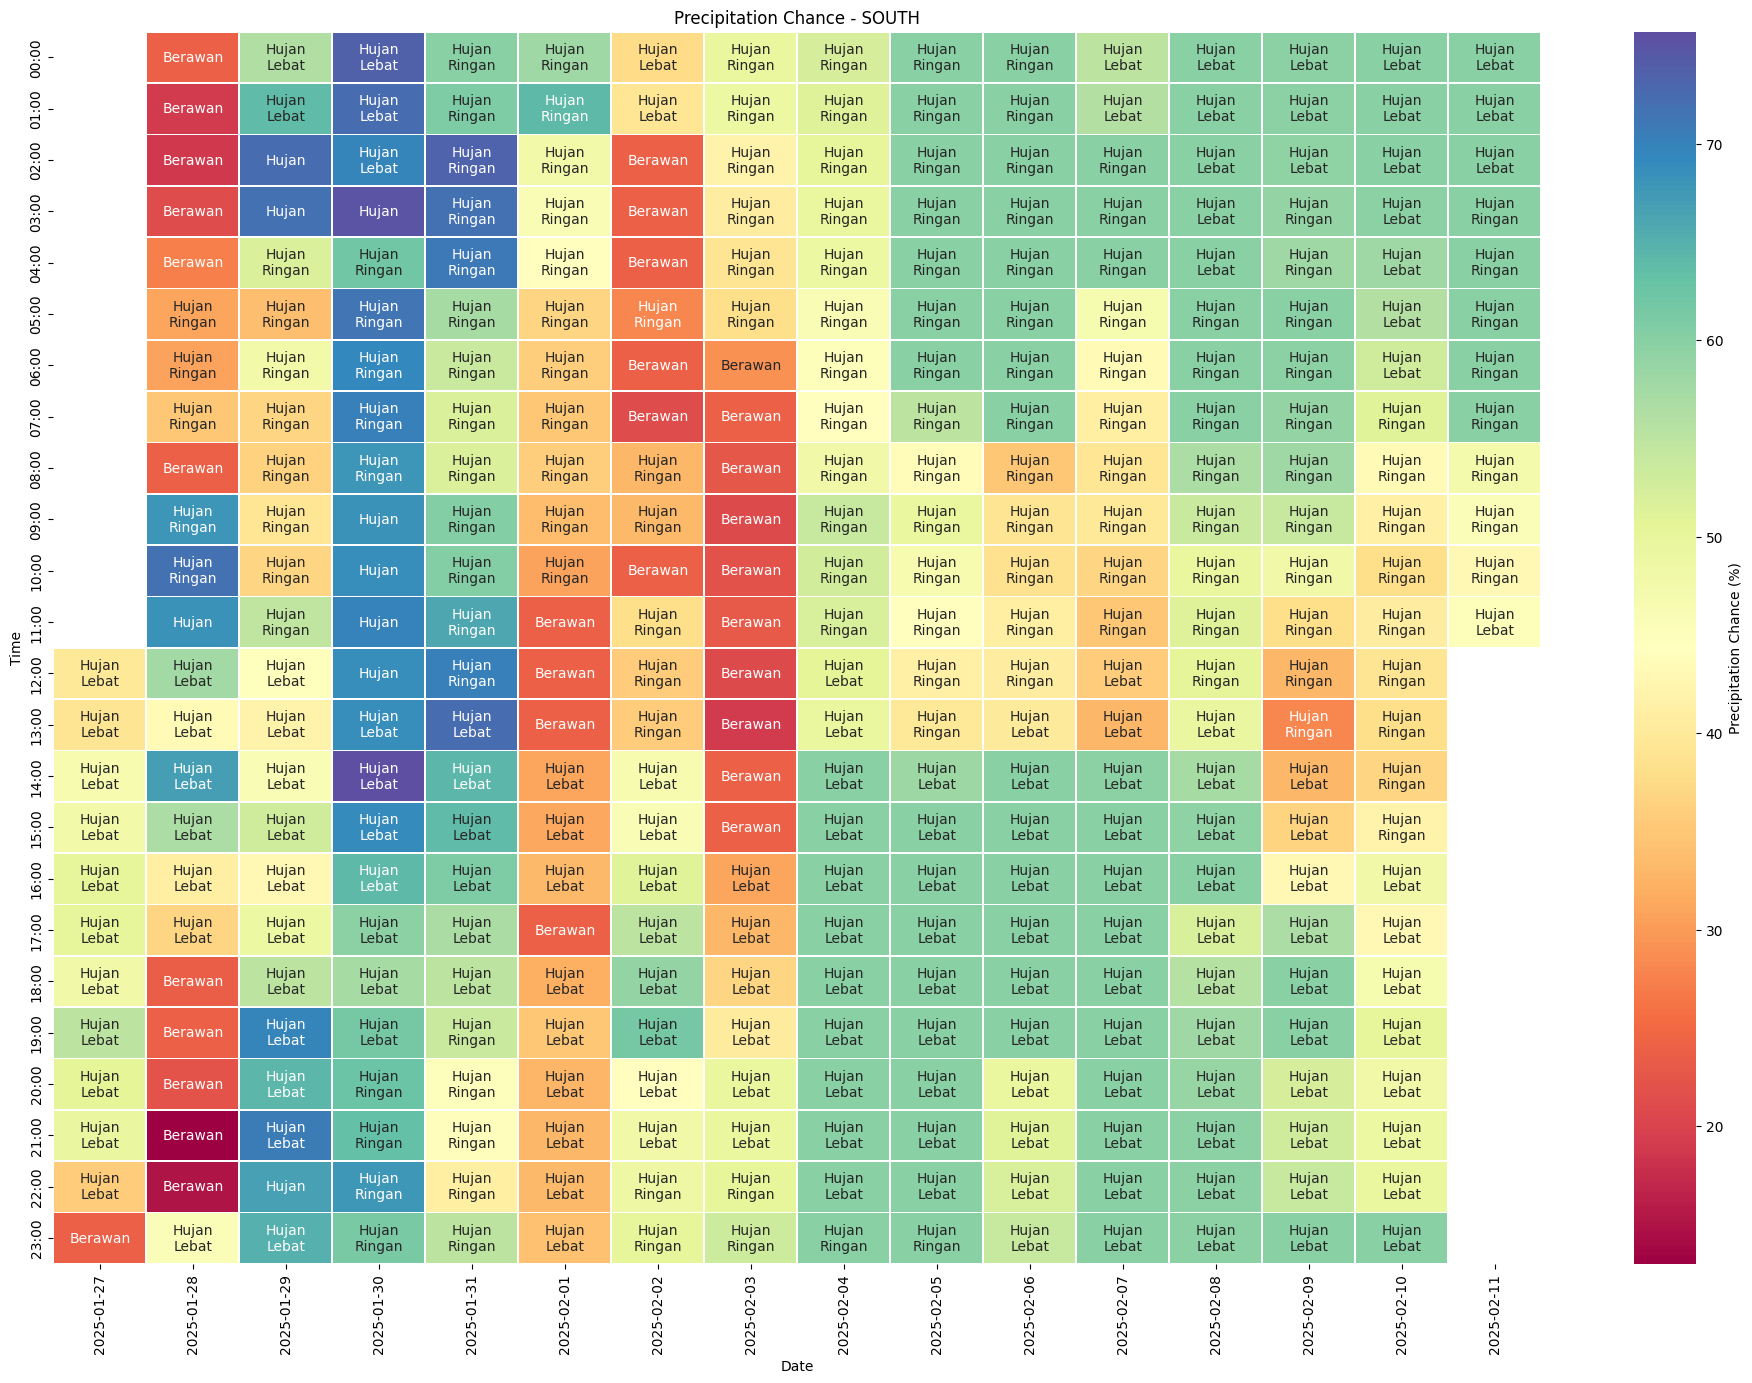 Precipitation Chance - SOUTH
00:00 Berawan Hujan Lebat Hujan Lebat Hujan Ringan Hujan Ringan Hujan Lebat Hujan Ringan Hujan Ringan Hujan Ringan Hujan Ringan Hujan Lebat Hujan Lebat Hujan Lebat Hujan Lebat Hujan Lebat
01:00 Berawan Hujan Lebat Hujan Lebat Hujan Ringan Hujan Ringan Hujan Lebat Hujan Ringan Hujan Ringan Hujan Ringan Hujan Ringan Hujan Lebat Hujan Lebat Hujan Lebat Hujan Lebat Hujan Lebat
02:00 Berawan Hujan Hujan Lebat Hujan Ringan Hujan Ringan Berawan Hujan Ringan Hujan Ringan Hujan Ringan Hujan Ringan Hujan Ringan Hujan Lebat Hujan Lebat Hujan Lebat Hujan Lebat
03:00 Berawan Hujan Hujan Hujan Ringan Hujan Ringan Berawan Hujan Ringan Hujan Ringan Hujan Ringan Hujan Ringan Hujan Ringan Hujan Lebat Hujan Ringan Hujan Lebat Hujan Ringan
04:00 Berawan Hujan Ringan Hujan Ringan Hujan Ringan Hujan Ringan Berawan Hujan Ringan Hujan Ringan Hujan Ringan Hujan Ringan Hujan Ringan Hujan Lebat Hujan Ringan Hujan Lebat Hujan Ringan
05:00 Hujan Ringan Hujan Ringan Hujan Ringan Hujan Ringan Hujan Ringan Hujan Ringan Hujan Ringan Hujan Ringan Hujan Ringan Hujan Ringan Hujan Ringan Hujan Ringan Hujan Ringan Hujan Lebat Hujan Ringan
06:00 Hujan Ringan Hujan Ringan Hujan Ringan Hujan Ringan Hujan Ringan Berawan Berawan Hujan Ringan Hujan Ringan Hujan Ringan Hujan Ringan Hujan Ringan Hujan Ringan Hujan Lebat Hujan Ringan
07:00 Hujan Ringan Hujan Ringan Hujan Ringan Hujan Ringan Hujan Ringan Berawan Berawan Hujan Ringan Hujan Ringan Hujan Ringan Hujan Ringan Hujan Ringan Hujan Ringan Hujan Ringan Hujan Ringan
08:00 Berawan Hujan Ringan Hujan Ringan Hujan Ringan Hujan Ringan Hujan Ringan Berawan Hujan Ringan Hujan Ringan Hujan Ringan Hujan Ringan Hujan Ringan Hujan Ringan Hujan Ringan Hujan Ringan
09:00 Hujan Ringan Hujan Ringan Hujan Hujan Ringan Hujan Ringan Hujan Ringan Berawan Hujan Ringan Hujan Ringan Hujan Ringan Hujan Ringan Hujan Ringan Hujan Ringan Hujan Ringan Hujan Ringan
10:00 Hujan Ringan Hujan Ringan Hujan Hujan Ringan Hujan Ringan Berawan Berawan Hujan Ringan Hujan Ringan Hujan Ringan Hujan Ringan Hujan Ringan Hujan Ringan Hujan Ringan Hujan Ringan
11:00 Hujan Hujan Ringan Hujan Hujan Ringan Berawan Hujan Ringan Berawan Hujan Ringan Hujan Ringan Hujan Ringan Hujan Ringan Hujan Ringan Hujan Ringan Hujan Ringan Hujan Lebat
12:00 Hujan Lebat Hujan Lebat Hujan Lebat Hujan Hujan Ringan Berawan Hujan Ringan Berawan Hujan Lebat Hujan Ringan Hujan Ringan Hujan Lebat Hujan Ringan Hujan Ringan Hujan Ringan
13:00 Hujan Lebat Hujan Lebat Hujan Lebat Hujan Lebat Hujan Lebat Berawan Hujan Ringan Berawan Hujan Lebat Hujan Ringan Hujan Lebat Hujan Lebat Hujan Lebat Hujan Ringan Hujan Ringan
14:00 Hujan Lebat Hujan Lebat Hujan Lebat Hujan Lebat Hujan Lebat Hujan Lebat Hujan Lebat Berawan Hujan Lebat Hujan Lebat Hujan Lebat Hujan Lebat Hujan Lebat Hujan Lebat Hujan Ringan
15:00 Hujan Lebat Hujan Lebat Hujan Lebat Hujan Lebat Hujan Lebat Hujan Lebat Hujan Lebat Berawan Hujan Lebat Hujan Lebat Hujan Lebat Hujan Lebat Hujan Lebat Hujan Lebat Hujan Ringan
16:00 Hujan Lebat Hujan Lebat Hujan Lebat Hujan Lebat Hujan Lebat Hujan Lebat Hujan Lebat Hujan Lebat Hujan Lebat Hujan Lebat Hujan Lebat Hujan Lebat Hujan Lebat Hujan Lebat Hujan Lebat
17:00 Hujan Lebat Hujan Lebat Hujan Lebat Hujan Lebat Hujan Lebat Berawan Hujan Lebat Hujan Lebat Hujan Lebat Hujan Lebat Hujan Lebat Hujan Lebat Hujan Lebat Hujan Lebat Hujan Lebat
18:00 Hujan Lebat Berawan Hujan Lebat Hujan Lebat Hujan Lebat Hujan Lebat Hujan Lebat Hujan Lebat Hujan Lebat Hujan Lebat Hujan Lebat Hujan Lebat Hujan Lebat Hujan Lebat Hujan Lebat
19:00 Hujan Lebat Berawan Hujan Lebat Hujan Lebat Hujan Ringan Hujan Lebat Hujan Lebat Hujan Lebat Hujan Lebat Hujan Lebat Hujan Lebat Hujan Lebat Hujan Lebat Hujan Lebat Hujan Lebat
20:00 Hujan Lebat Berawan Hujan Lebat Hujan Ringan Hujan Ringan Hujan Lebat Hujan Lebat Hujan Lebat Hujan Lebat Hujan Lebat Hujan Lebat Hujan Lebat Hujan Lebat Hujan Lebat Hujan Lebat
21:00 Hujan Lebat Berawan Hujan Lebat Hujan Ringan Hujan Ringan Hujan Lebat Hujan Lebat Hujan Lebat Hujan Lebat Hujan Lebat Hujan Lebat Hujan Lebat Hujan Lebat Hujan Lebat Hujan Lebat
22:00 Hujan Lebat Berawan Hujan Hujan Ringan Hujan Ringan Hujan Lebat Hujan Ringan Hujan Ringan Hujan Lebat Hujan Lebat Hujan Lebat Hujan Lebat Hujan Lebat Hujan Lebat Hujan Lebat
23:00 Berawan Hujan Lebat Hujan Lebat Hujan Ringan Hujan Ringan Hujan Lebat Hujan Ringan Hujan Ringan Hujan Ringan Hujan Ringan Hujan Lebat Hujan Lebat Hujan Lebat Hujan Lebat Hujan Lebat
2025-01-27 2025-01-28 2025-01-29 2025-01-30 2025-01-31 2025-02-01 2025-02-02 2025-02-03 2025-02-04 2025-02-05 2025-02-06 2025-02-07 2025-02-08 2025-02-09 2025-02-10 2025-02-11
Time
Date
70
60
50
40
30
20
Precipitation Chance (%)